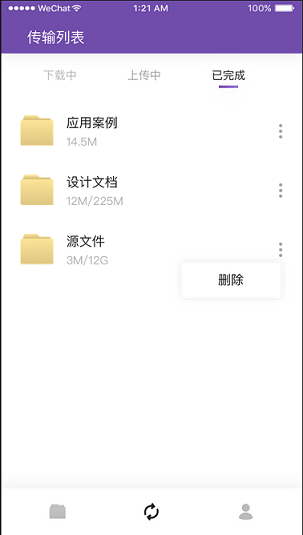 WeChat 1:21 AM 100%
传输列表
下载中 上传中 已完成
应用案例
14.5M
设计文档
12M/225M
源文件
3M/12G
删除